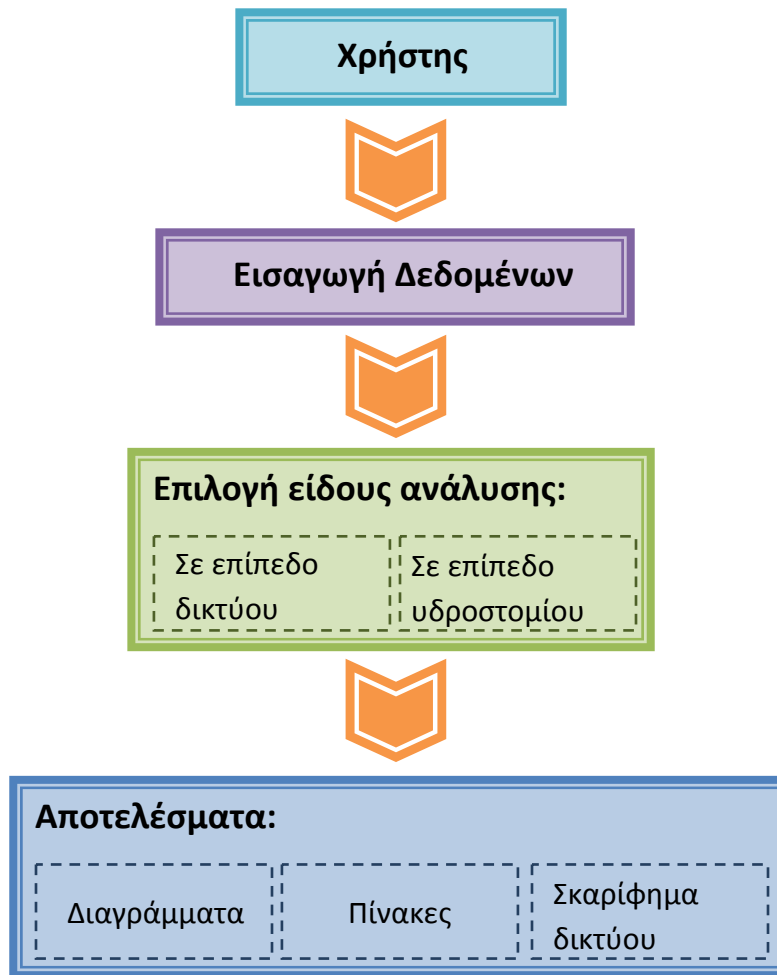 Χρήστης
Εισαγωγή Δεδομένων
Επιλογή είδους ανάλυσης:
Σε επίπεδο
δικτύου
Σε επίπεδο
υδροστομίου
Αποτελέσματα:
Διαγράμματα
Πίνακες
Σκαρίφημα
δικτύου